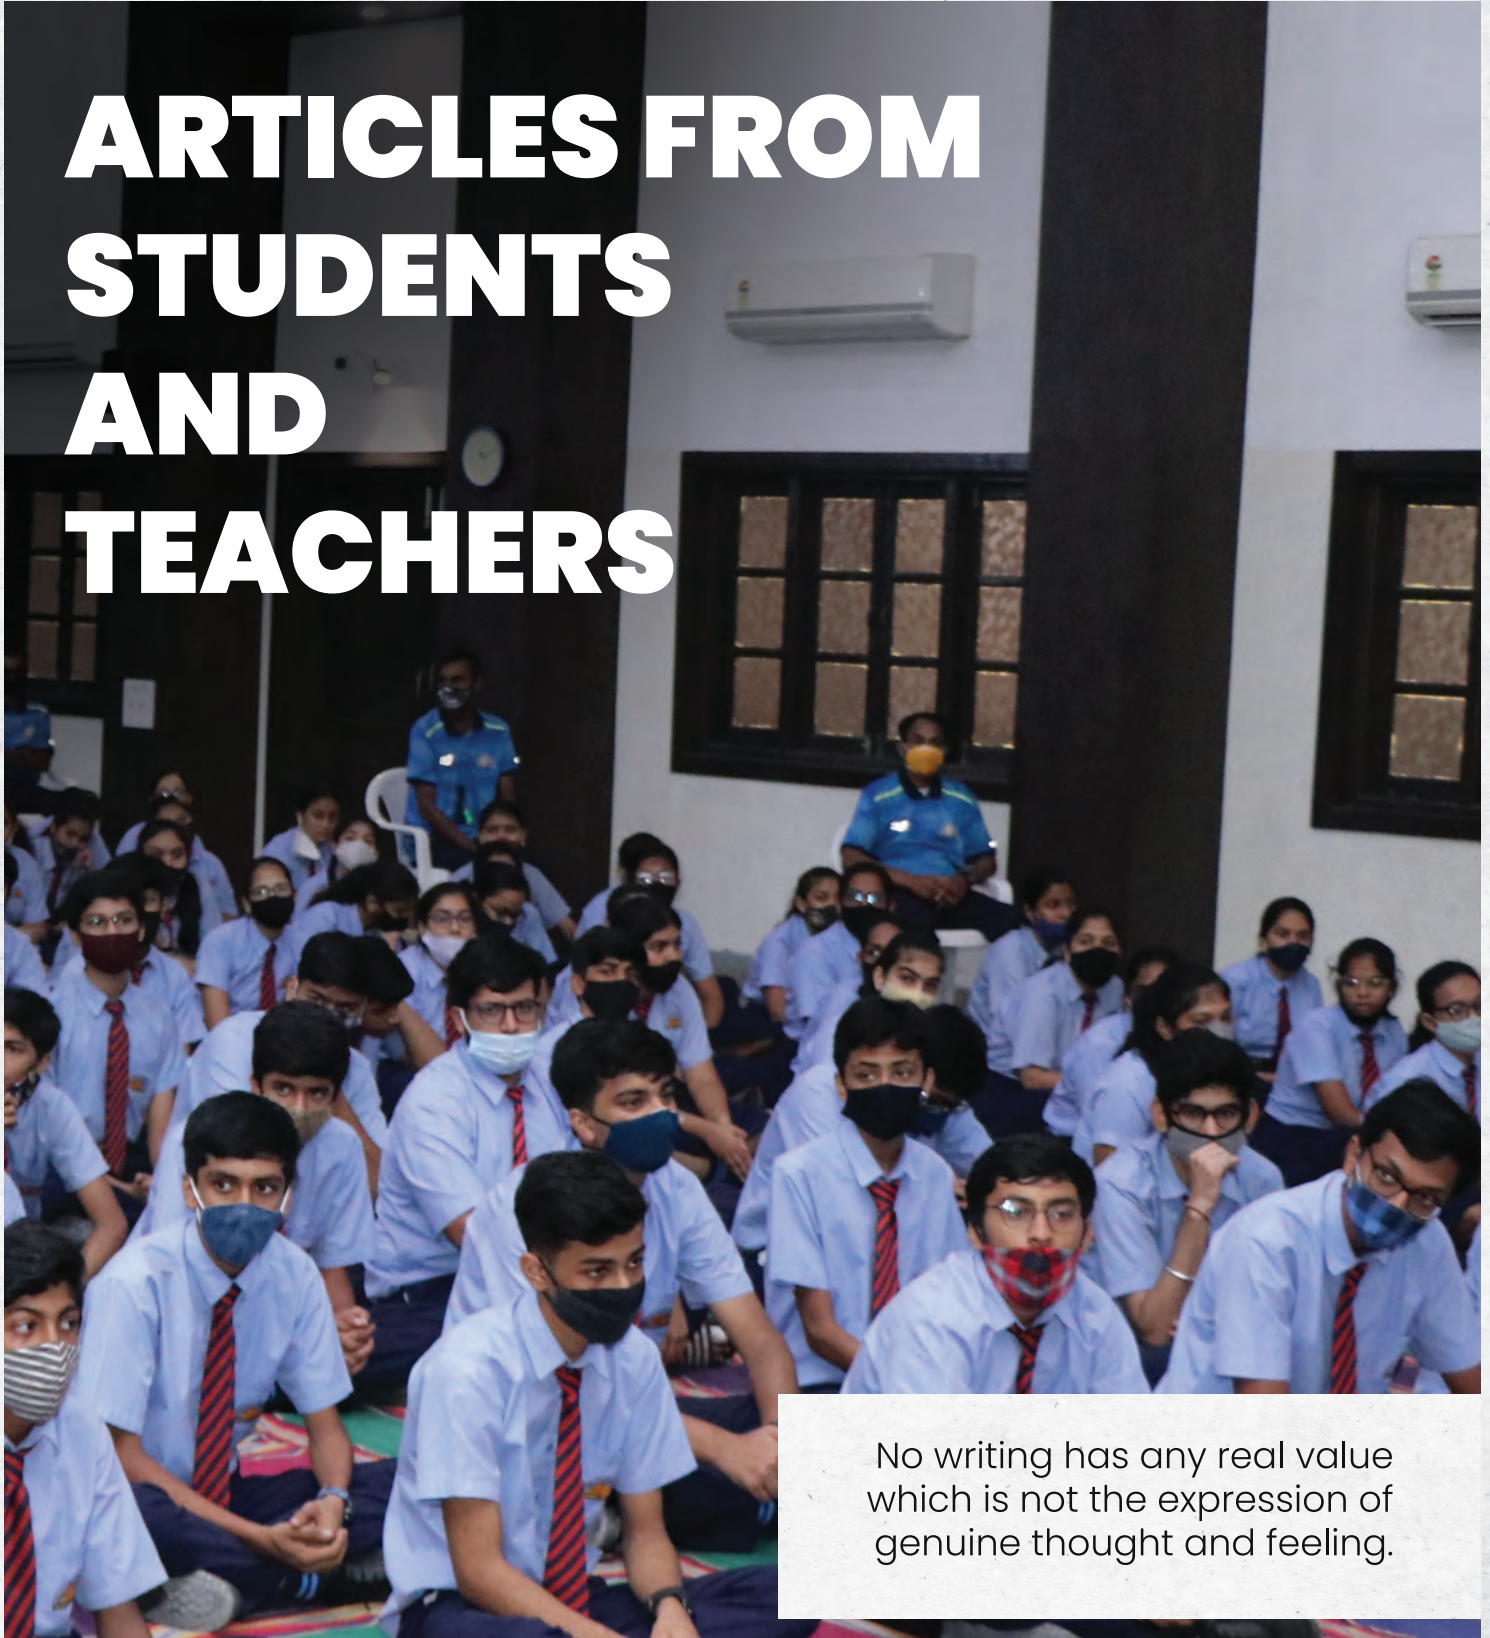 ARTICLES FROM
STUDENTS
AND
TEACHERS
No writing has any real value
which is not the expression of
genuine thought and feeling.